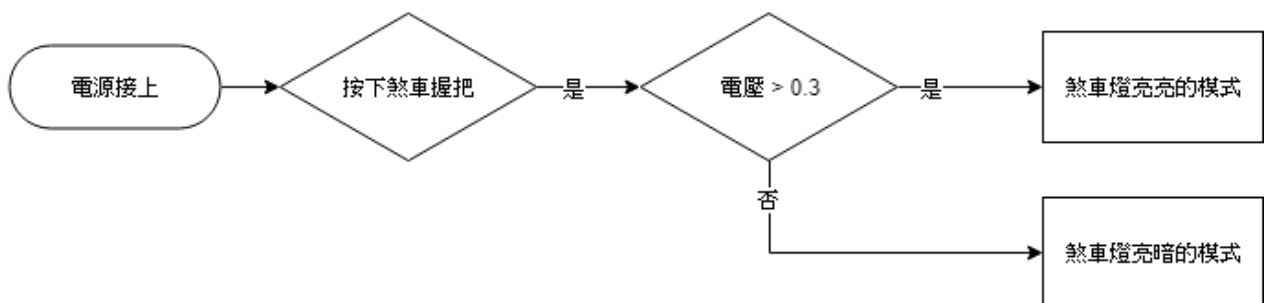 電源接上
按下煞車握把
是
電壓 > 0.3
是
煞車燈亮亮的模式
否
煞車燈亮暗的模式